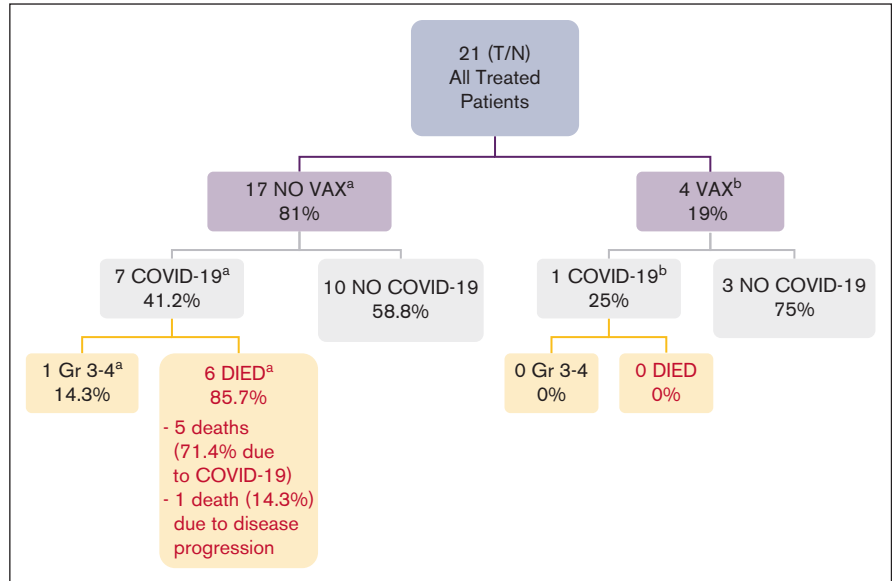 21 (T/N)
All Treated
Patients
17 NO VAXᵃ
81%
4 VAXᵇ
19%
7 COVID-19ᵃ
41.2%
10 NO COVID-19
58.8%
1 COVID-19ᵇ
25%
3 NO COVID-19
75%
1 Gr 3-4ᵃ
14.3%
6 DIEDᵃ
85.7%
- 5 deaths
(71.4% due
to COVID-19)
- 1 death (14.3%)
due to disease
progression
0 Gr 3-4
0%
0 DIED
0%